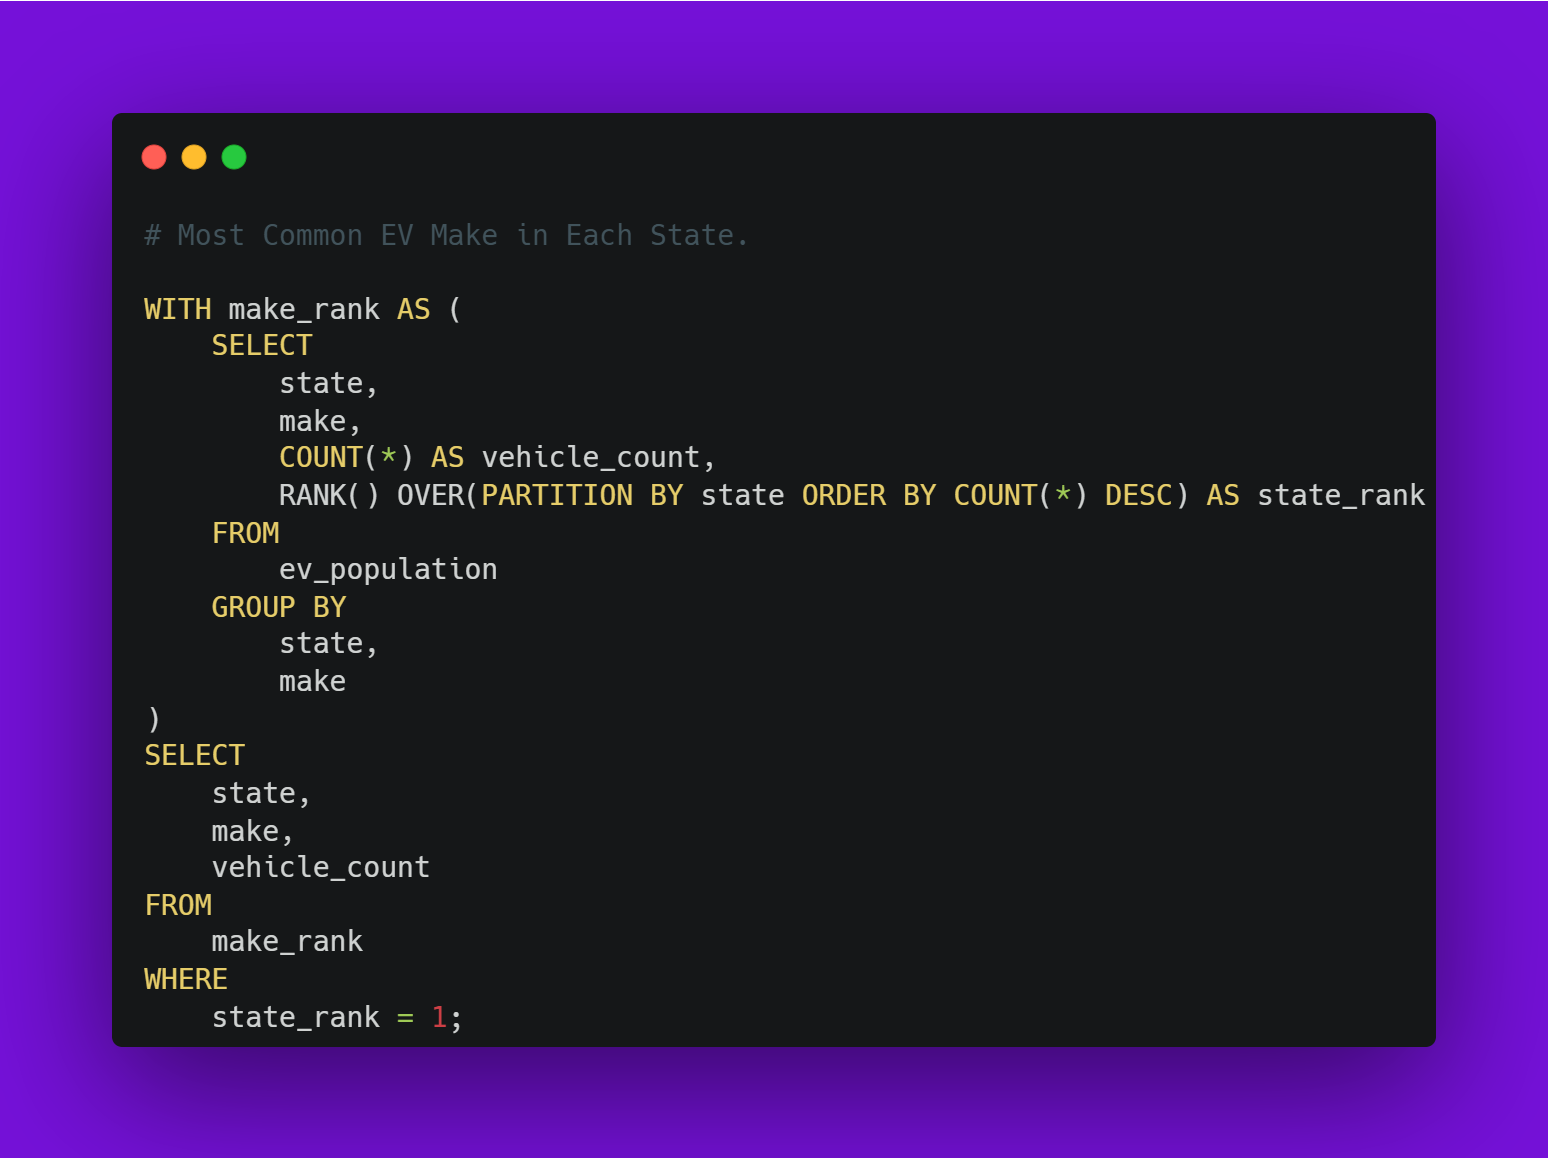 # Most Common EV Make in Each State.

WITH make_rank AS (
    SELECT
        state,
        make,
        COUNT(*) AS vehicle_count,
        RANK() OVER(PARTITION BY state ORDER BY COUNT(*) DESC) AS state_rank
    FROM
        ev_population
    GROUP BY
        state,
        make
)
SELECT
    state,
    make,
    vehicle_count
FROM
    make_rank
WHERE
    state_rank = 1;